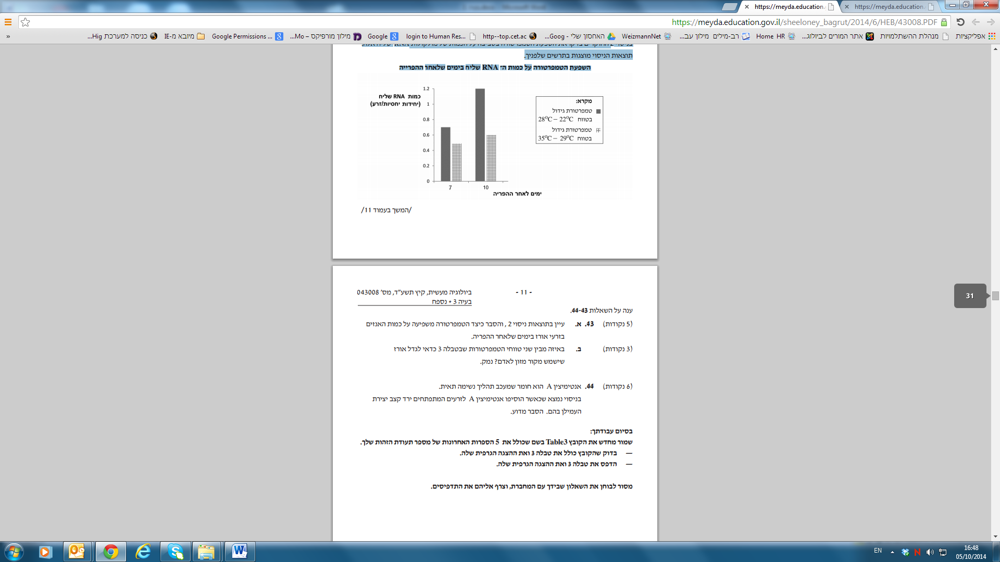 https://meyda.education.
https://meyda.education.
https://meyda.education.gov.il/sheeloney_bagrut/2014/6/HEB/43008.PDF
אפליקציות
מנהלת ההשתלמויות
אתר המורים לביולוג...
רב-מילים מילון עב...
Home HR
WeizmannNet
האחסון שלי - Goog...
http--top.cet.ac
login to Human Res...
Google
מילון מורפיקס – Mo...
Google Permissions ...
מיובא מ-IE
כניסה למערכת Hig...
»
תוצאות הניסוי מוצגות בתרשים שלפניך.
השפעת הטמפרטורה על כמות ה־ RNA שליח בימים שלאחר ההפרייה
כמות RNA שליח
(יחידות יחסיות/זרע)
1.2
1
0.8
0.6
0.4
0.2
0
7
10
ימים לאחר ההפריה
מקרא:
טמפרטורת גידול
בטווח 22°C – 28°C
טמפרטורת גידול
בטווח 29°C – 35°C
/המשך בעמוד 11/
- 11 -
ביולוגיה מעשית, קיץ תשע"ד, מס' 043008
בעיה 3 + נספח
ענה על השאלות 43-44.
(5 נקודות) 43. א. עיין בתוצאות ניסוי 2 , והסבר כיצד הטמפרטורה משפיעה על כמות האנזים
בזרעי אורז בימים שלאחר ההפריה.
(3 נקודות) ב. באיזה מבין שני טווחי הטמפרטורות שבטבלה 3 כדאי לגדל אורז
שישמש מקור מזון לאדם? נמק.
(6 נקודות) 44. אנטימיצין A הוא חומר שמעכב תהליך נשימה תאית.
בניסוי נמצא שכאשר הוסיפו אנטימיצין A לזרעים המתפתחים ירד קצב יצירת
העמילן בהם. הסבר מדוע.
בסיום עבודתך:
שמור מחדש את הקובץ Table3 בשם שכולל את 5 הספרות האחרונות של מספר תעודת הזהות שלך.
— בדוק שהקובץ כולל את טבלה 3 ואת ההצגה הגרפית שלה.
— הדפס את טבלה 3 ואת ההצגה הגרפית שלה.
מסור לבוחן את השאלון שבידך עם המחברת, וצרף אליהם את התדפיסים.
31
EN
16:48
05/10/2014